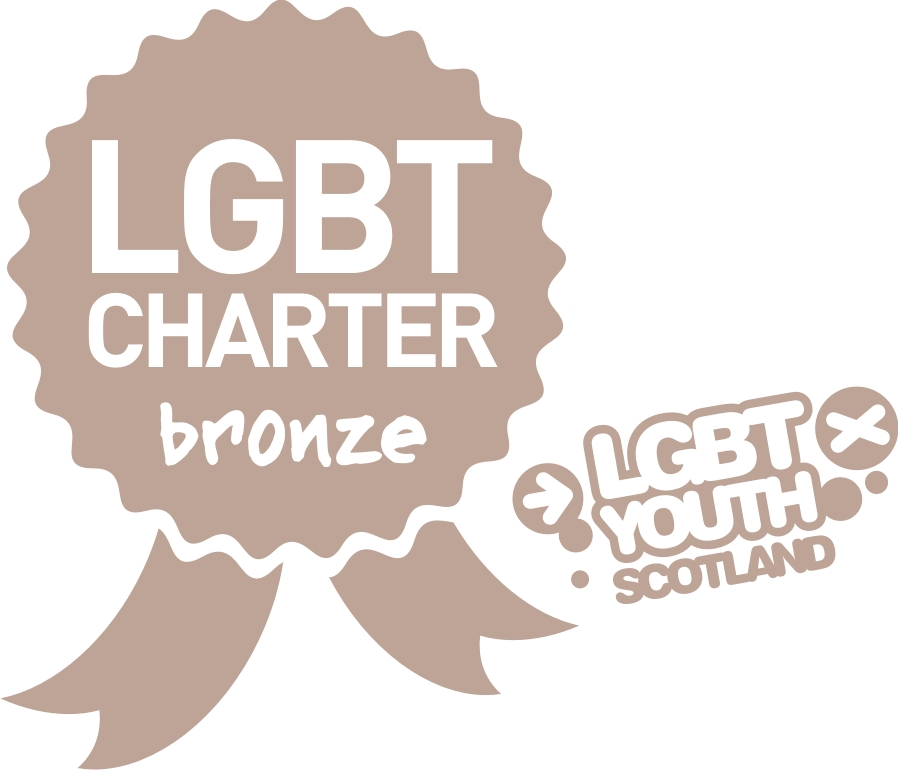 LGBT
CHARTER
bronze
LGBT
YOUTH
SCOTLAND